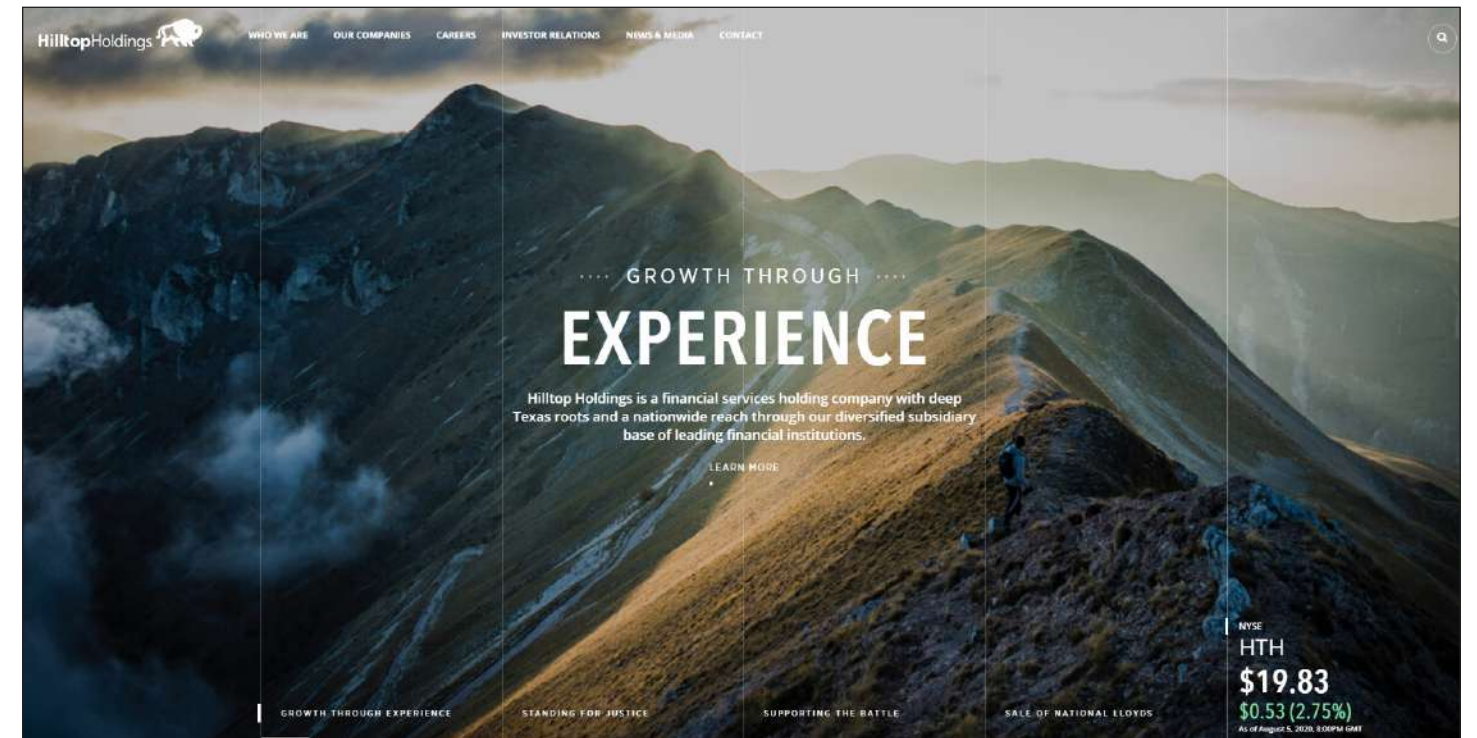 HilltopHoldings
WHO WE ARE OUR COMPANIES CAREERS INVESTOR RELATIONS NEWS & MEDIA CONTACT
GROWTH THROUGH
EXPERIENCE
Hilltop Holdings is a financial services holding company with deep
Texas roots and a nationwide reach through our diversified subsidiary
base of leading financial institutions.
LEARN MORE
NYSE
HTH
$19.83
$0.53 (2.75%)
As of August 5, 2020, 8:00PM GMT
GROWTH THROUGH EXPERIENCE STANDING FOR JUSTICE SUPPORTING THE BATTLE SALE OF NATIONAL LLOYDS